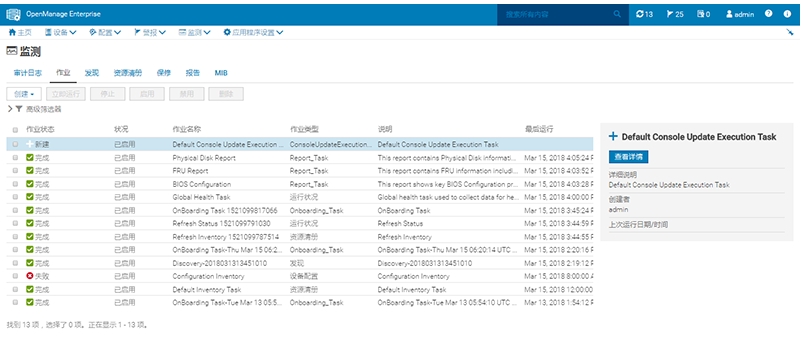 OpenManage Enterprise
搜索所有内容
13
25
0
admin
主页 设备 配置 警报 监测 应用程序设置
监测
审计日志 作业 发现 资源清册 保修 报告 MIB
创建 立即运行 停止 启用 禁用 删除
高级筛选器
作业状态 状况 作业名称 作业类型 说明 最后运行
新建 已启用 Default Console Update Execution ... ConsoleUpdateExecution... Default Console Update Execution Task
完成 已启用 Physical Disk Report Report_Task This report contains Physical Disk informati... Mar 15, 2018 4:05:24 P
完成 已启用 FRU Report Report_Task This report contains FRU information includi... Mar 15, 2018 4:03:52 P
完成 已启用 BIOS Configuration Report_Task This report shows key BIOS Configuration pr... Mar 15, 2018 4:03:28 P
完成 已启用 Global Health Task 运行状况 Global health task used to collect data for he... Mar 15, 2018 4:00:00 P
完成 已启用 OnBoarding Task 1521099817066 Onboarding_Task OnBoarding Task Mar 15, 2018 3:45:24 P
完成 已启用 Refresh Status 1521099791030 运行状况 Refresh Status Mar 15, 2018 3:44:59 P
完成 已启用 Refresh Inventory 1521099787514 资源清册 Refresh Inventory Mar 15, 2018 3:44:55 P
完成 已启用 OnBoarding Task-Thu Mar 15 06:2... Onboarding_Task OnBoarding Task-Thu Mar 15 06:20:14 UTC ... Mar 15, 2018 2:20:16 P
完成 已启用 Discovery-20180313134510​10 发现 Discovery-2018031313451010 Mar 15, 2018 2:19:12 P
失败 已启用 Configuration Inventory 设备配置 Configuration Inventory Mar 15, 2018 8:00:00 A
完成 已启用 Default Inventory Task 资源清册 Default Inventory Task Mar 15, 2018 12:00:00
完成 已启用 OnBoarding Task-Tue Mar 13 05:54... Onboarding_Task OnBoarding Task-Tue Mar 13 05:54:10 UTC ... Mar 13, 2018 1:54:12 P
找到 13 项，选择了 0 项。正在显示 1 - 13 项。
Default Console Update Execution Task
查看详情
详细说明
Default Console Update Execution Task
创建者
admin
上次运行日期/时间